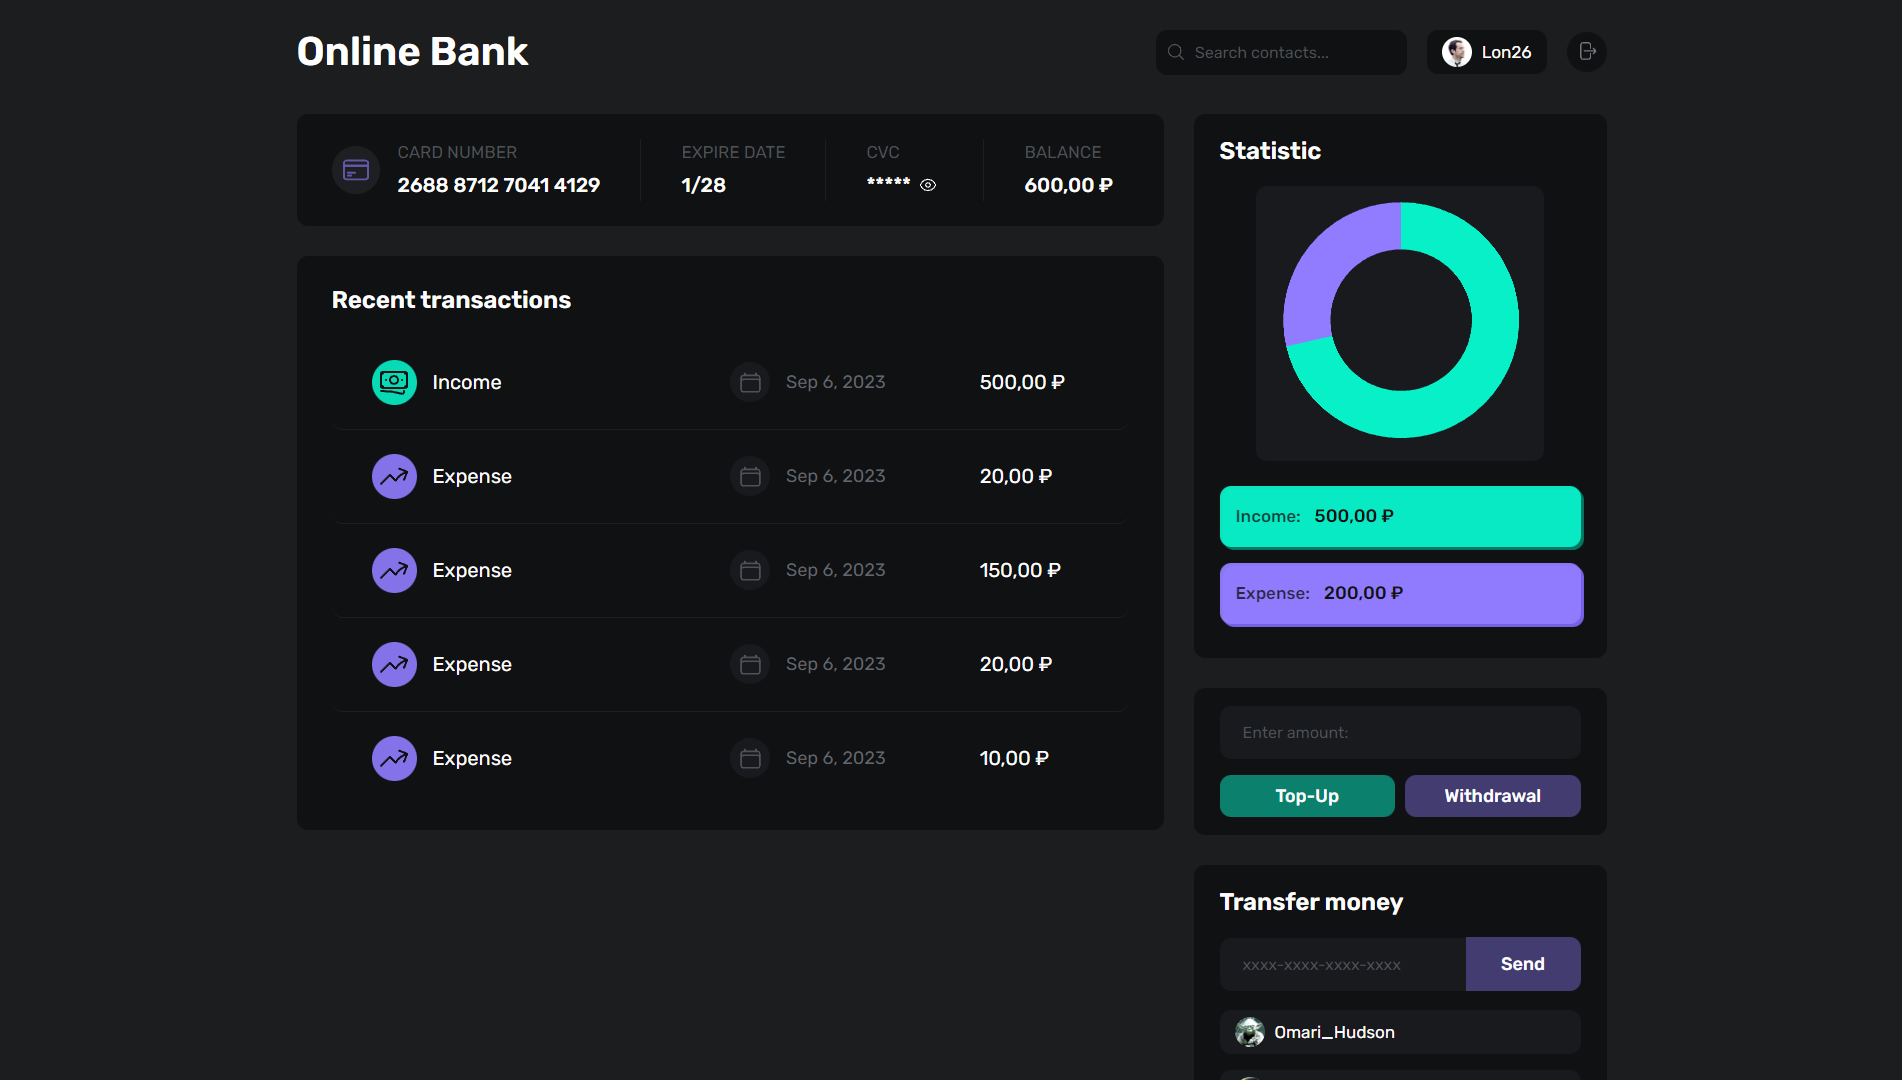 Online Bank
Search contacts...
Lon26
CARD NUMBER
2688 8712 7041 4129
EXPIRE DATE
1/28
CVC
*****
BALANCE
600,00 ₽
Recent transactions
Income
Sep 6, 2023
500,00 ₽
Expense
Sep 6, 2023
20,00 ₽
Expense
Sep 6, 2023
150,00 ₽
Expense
Sep 6, 2023
20,00 ₽
Expense
Sep 6, 2023
10,00 ₽
Statistic
Income: 500,00 ₽
Expense: 200,00 ₽
Enter amount:
Top-Up
Withdrawal
Transfer money
xxxx-xxxx-xxxx-xxxx
Send
Omari_Hudson